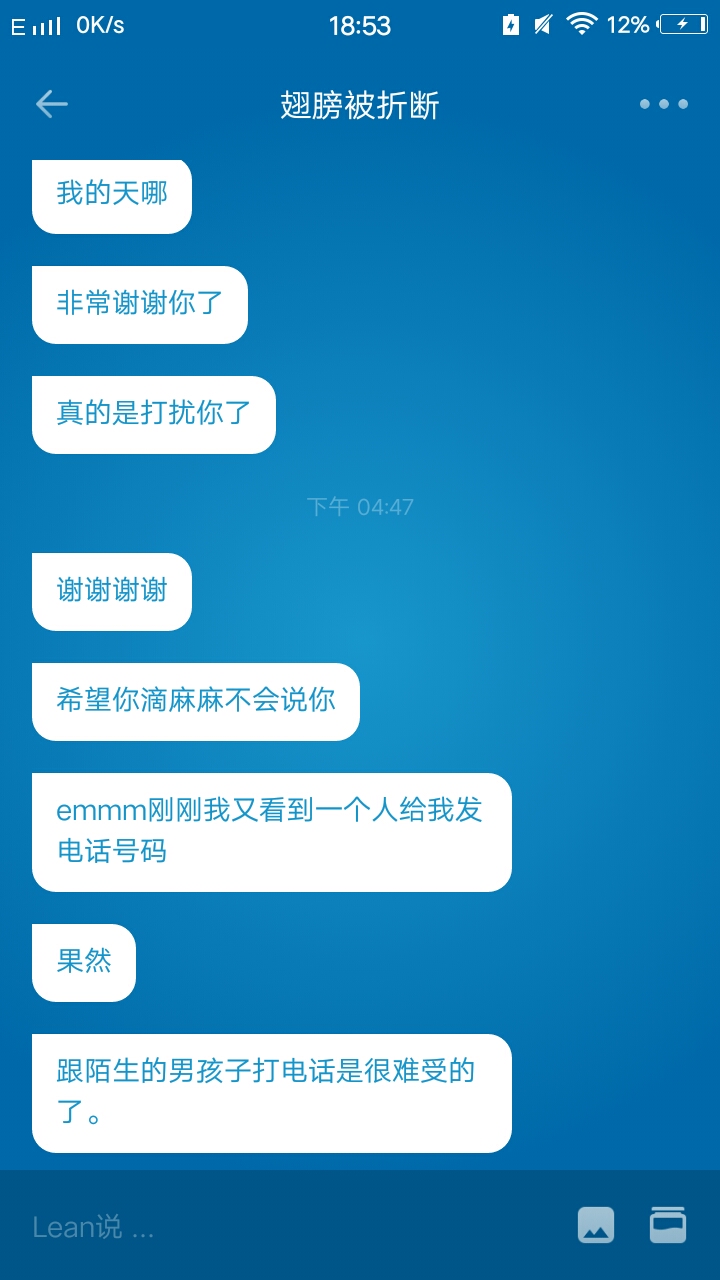 E 0K/s 18:53 12%
翅膀被折断
我的天哪
非常谢谢你了
真的是打扰你了
下午 04:47
谢谢谢谢
希望你滴麻麻不会说你
emmm刚刚我又看到一个人给我发
电话号码
果然
跟陌生的男孩子打电话是很难受的
了。
Lean说 ...